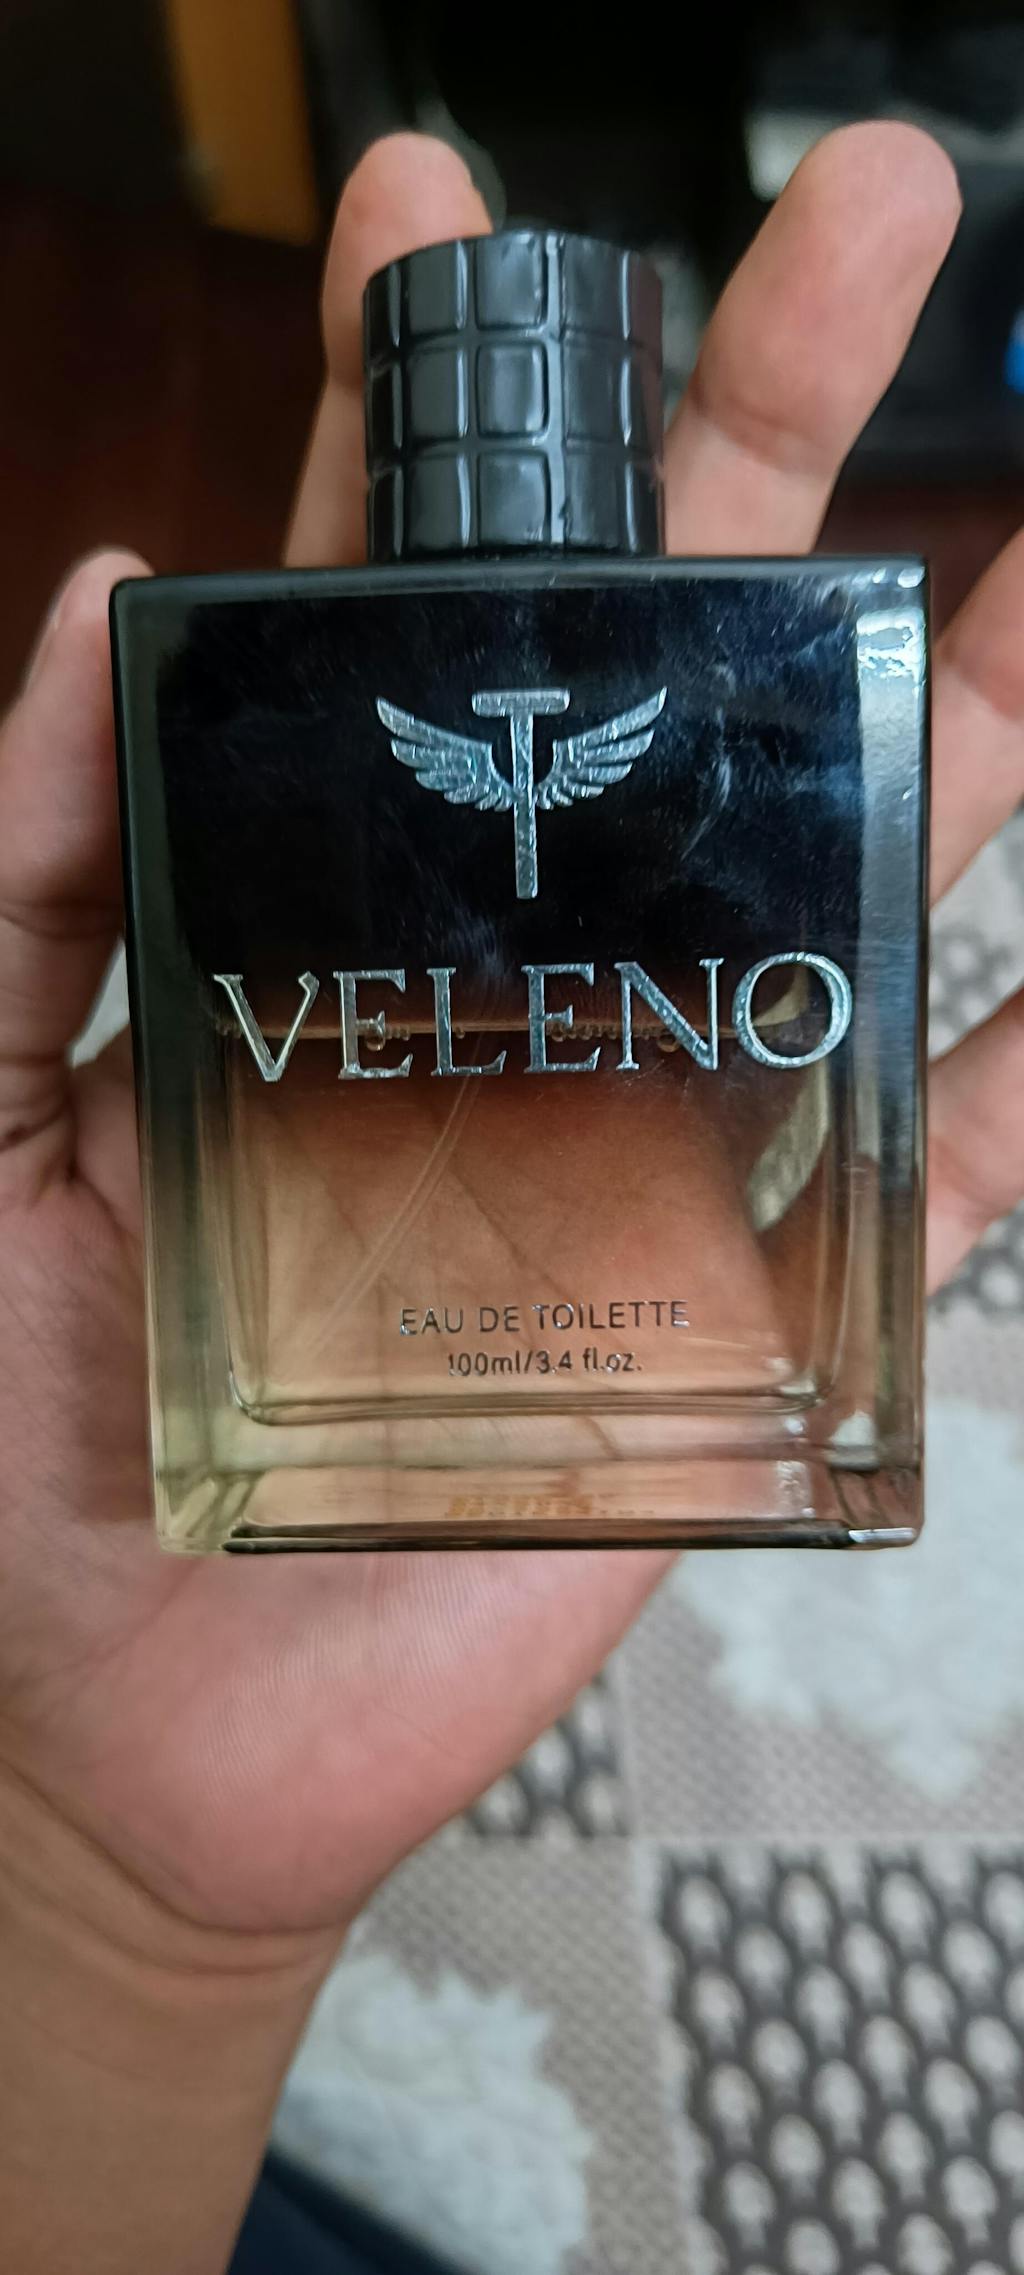 VELENO
EAU DE TOILETTE
100ml/3.4 fl.oz.